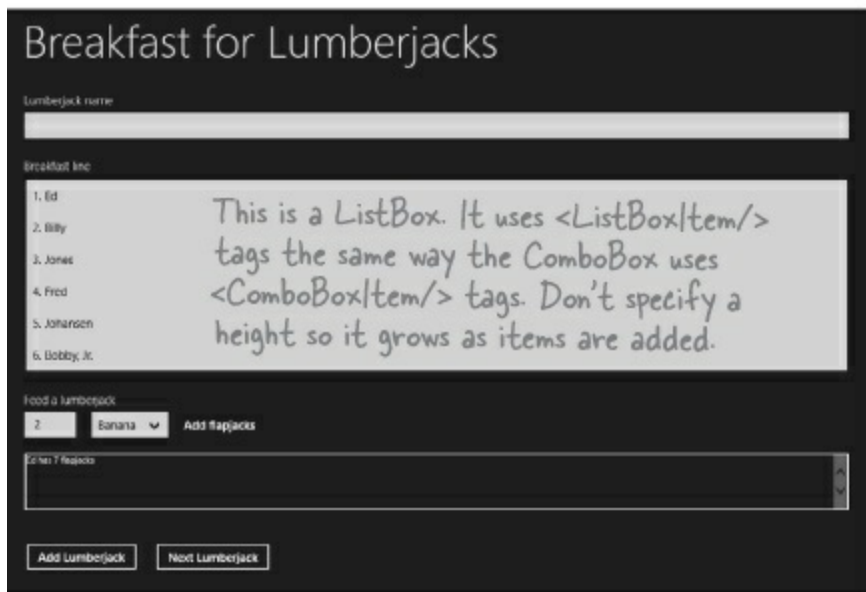 Breakfast for Lumberjacks
Lumberjack name
Breakfast line
1. Ed
2. Billy
3. Jones
4. Fred
5. Johansen
6. Bobby, Jr.
This is a ListBox. It uses <ListBoxItem/>
tags the same way the ComboBox uses
<ComboBoxItem/> tags. Don't specify a
height so it grows as items are added.
Feed a lumberjack
2 Banana Add flapjacks
Ed has 7 flapjacks
Add Lumberjack Next Lumberjack